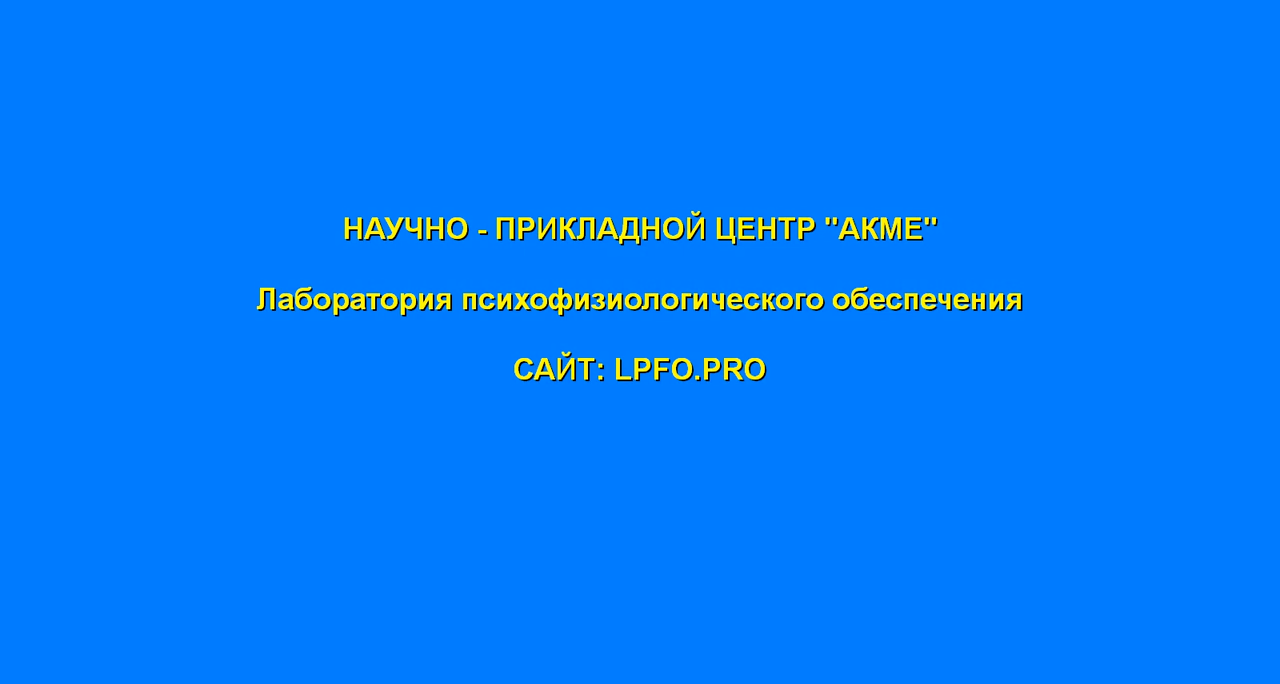 НАУЧНО - ПРИКЛАДНОЙ ЦЕНТР "АКМЕ"
Лаборатория психофизиологического обеспечения
САЙТ: LPFO.PRO